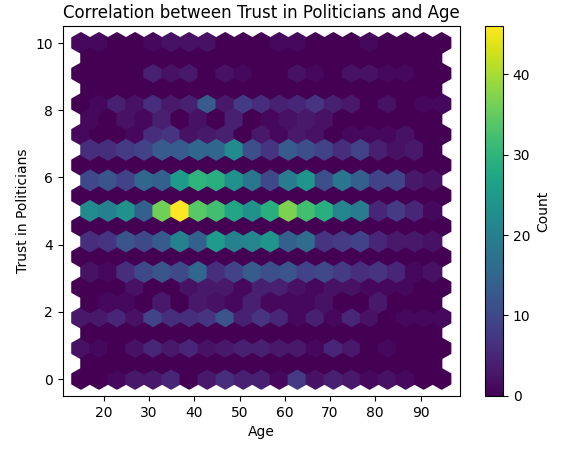 Correlation between Trust in Politicians and Age
10
8
6
4
2
0
Trust in Politicians
20 30 40 50 60 70 80 90
Age
40
30
20
10
0
Count